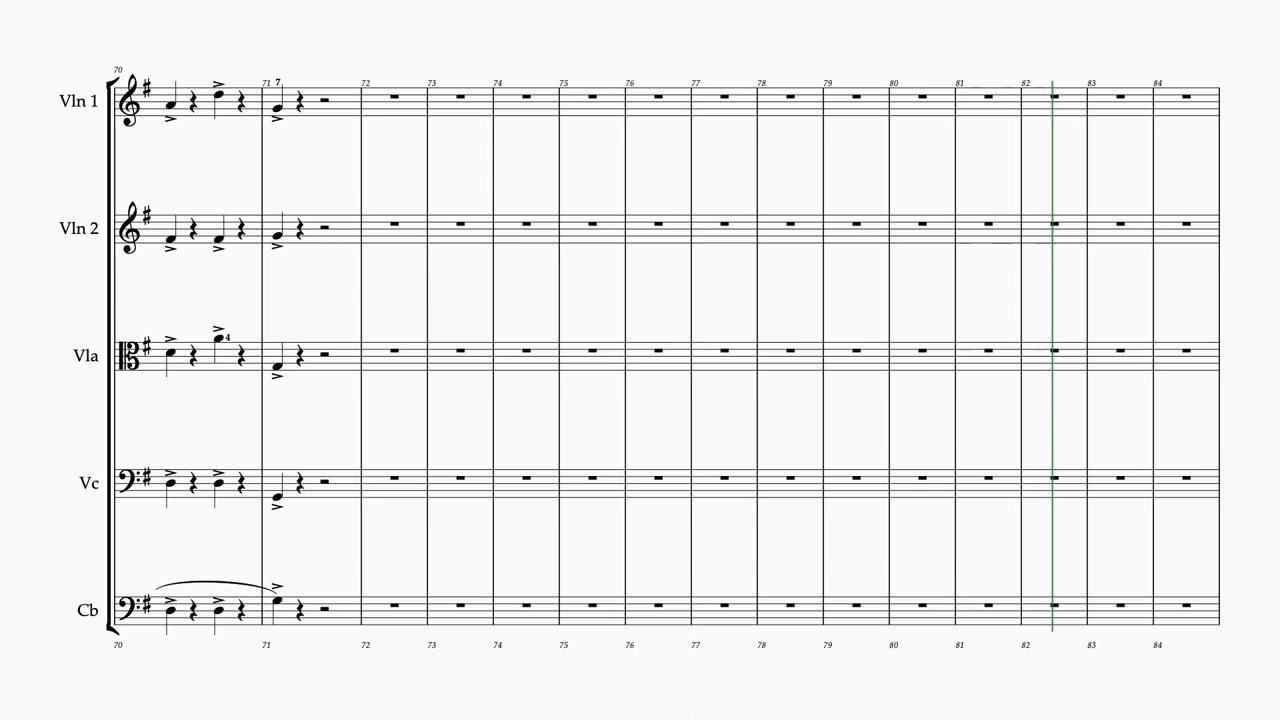 70
71 7 72 73 74 75 76 77 78 79 80 81 82 83 84
Vln 1
Vln 2
4
Vla
Vc
Cb
70 71 72 73 74 75 76 77 78 79 80 81 82 83 84